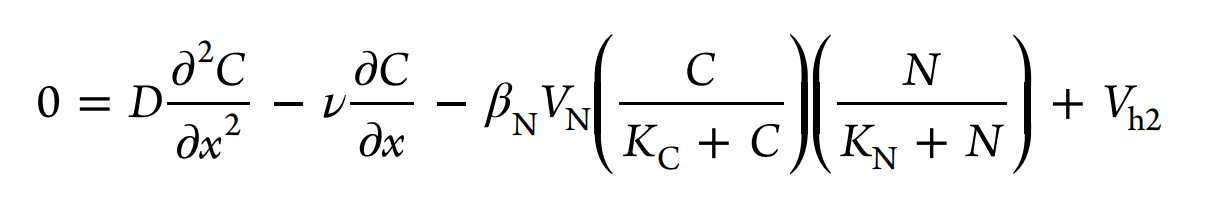 0 = D ∂²C/∂x² − ν ∂C/∂x − β_N V_N (C/(K_C + C)) (N/(K_N + N)) + V_h2